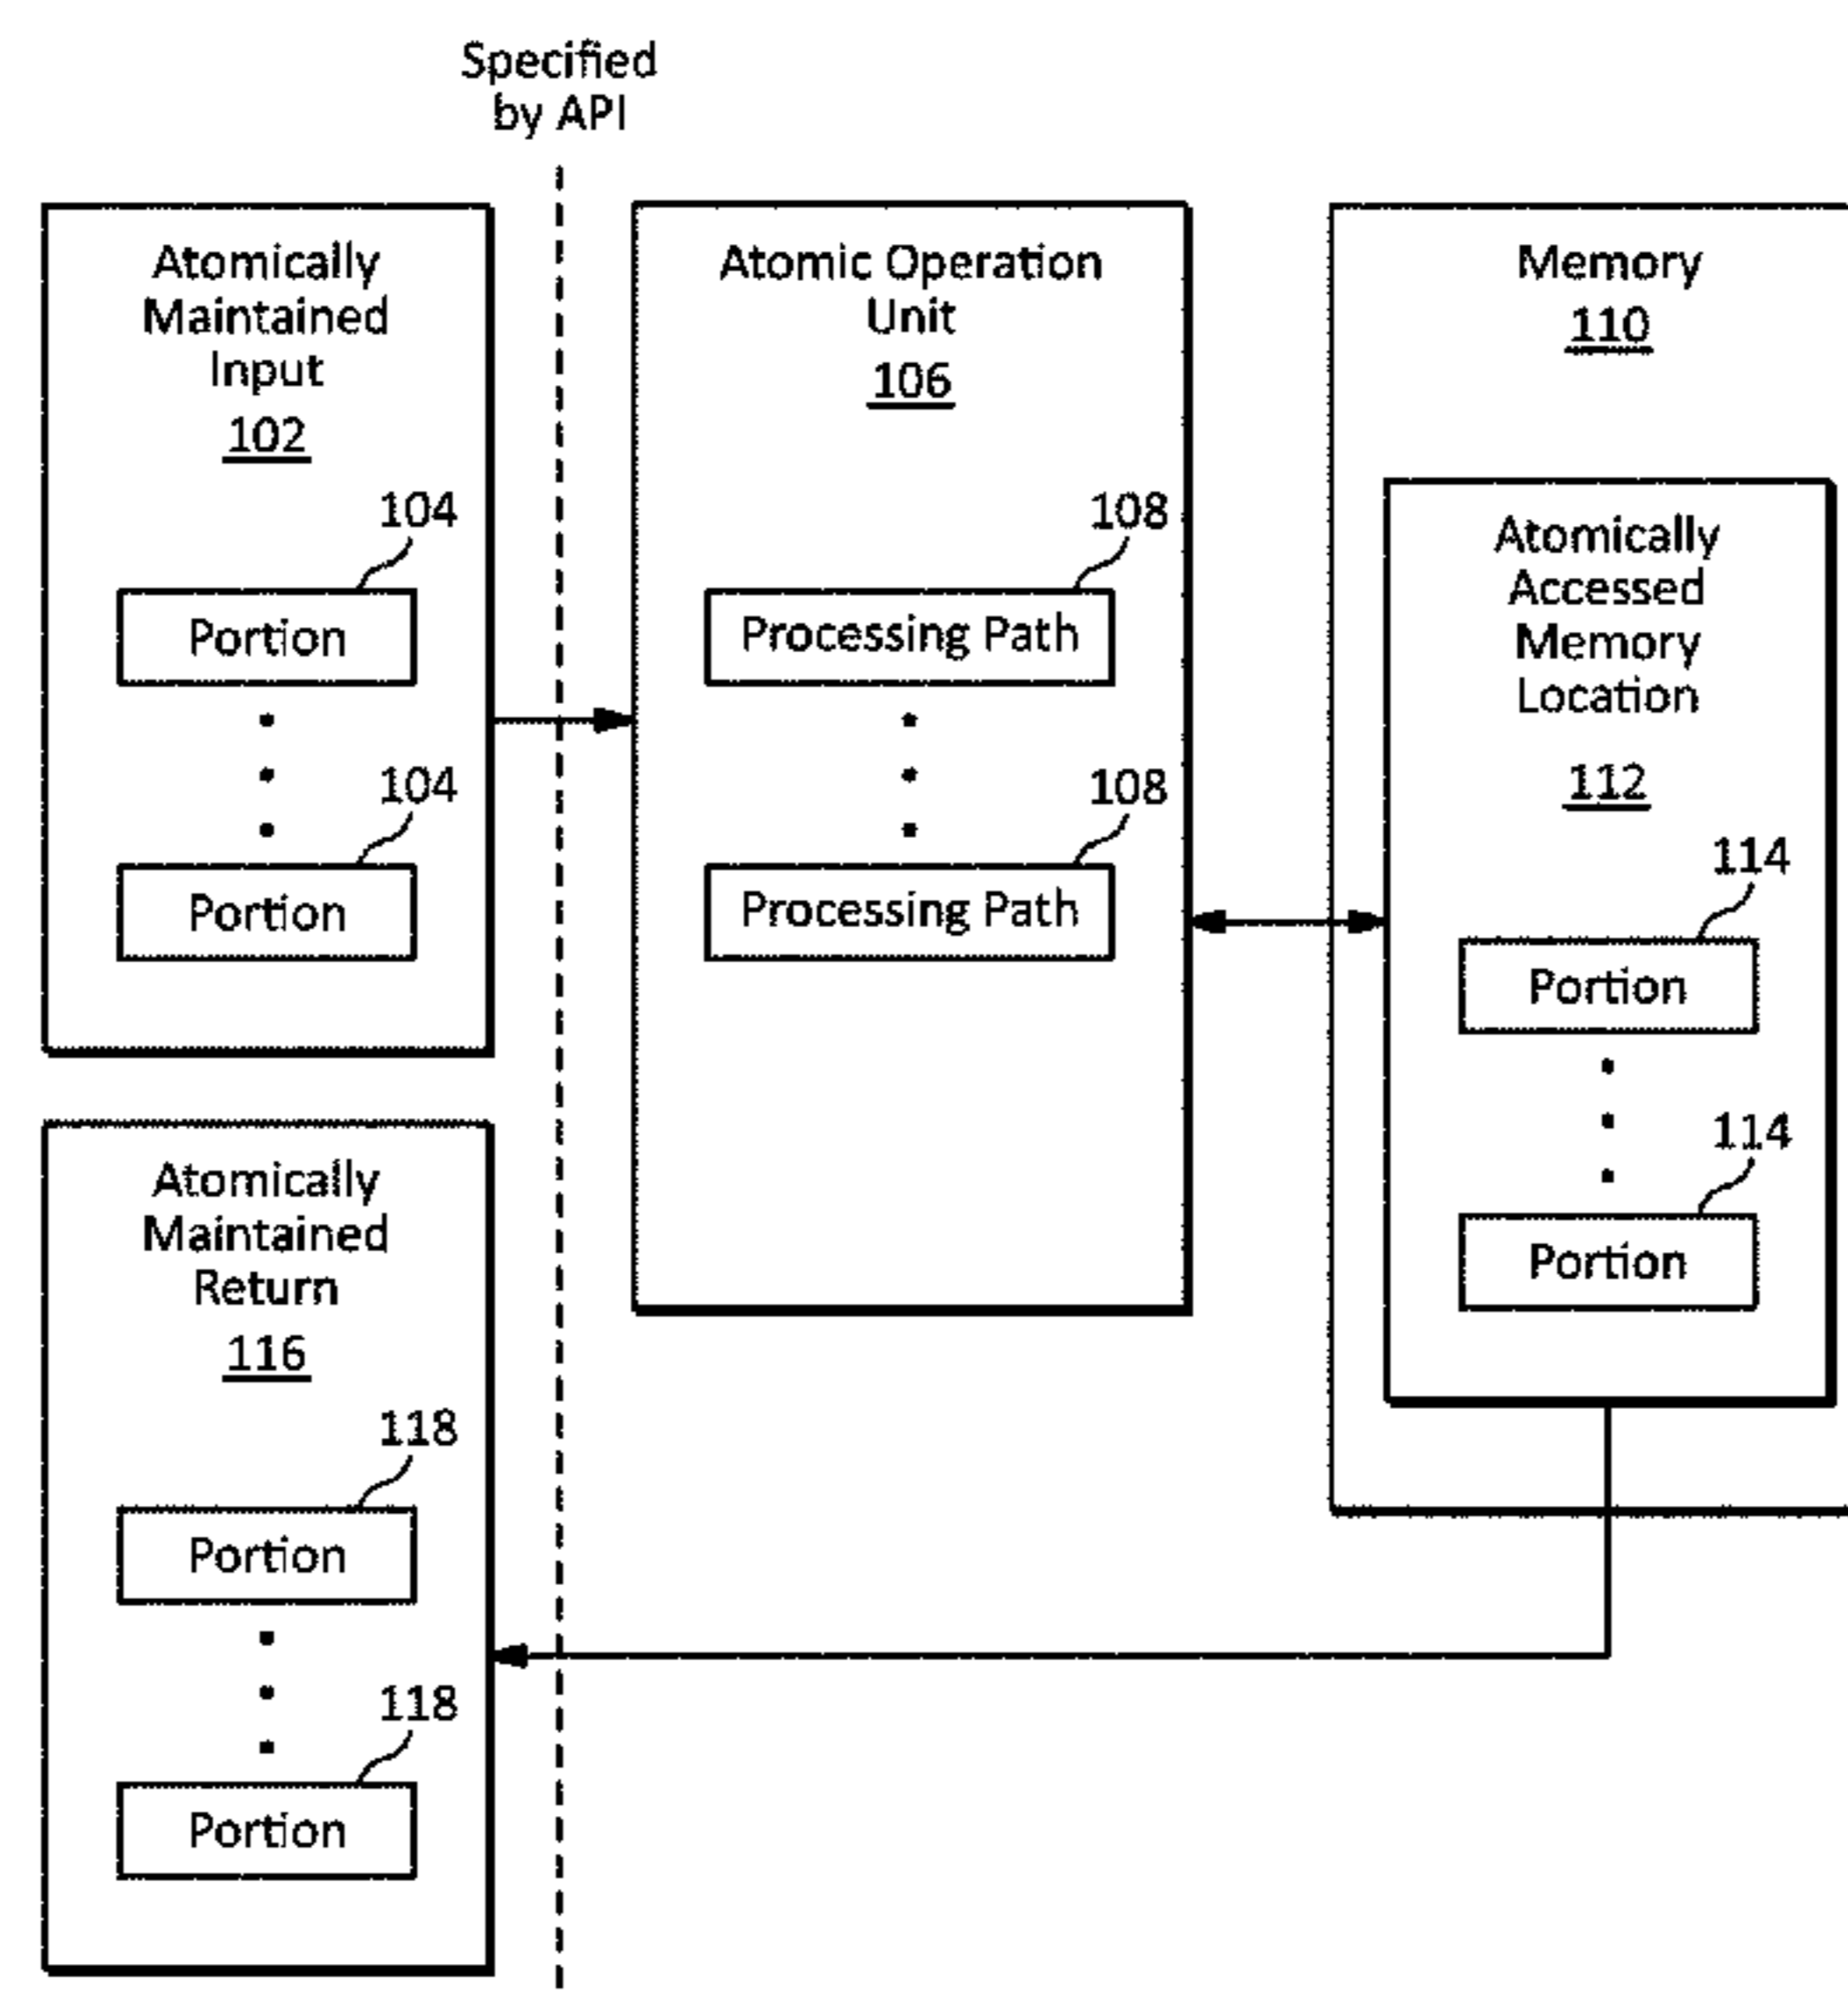 Specified
by API
Atomically
Maintained
Input
102
104
Portion
104
Portion
Atomic Operation
Unit
106
108
Processing Path
108
Processing Path
Memory
110
Atomically
Accessed
Memory
Location
112
114
Portion
114
Portion
Atomically
Maintained
Return
116
118
Portion
118
Portion